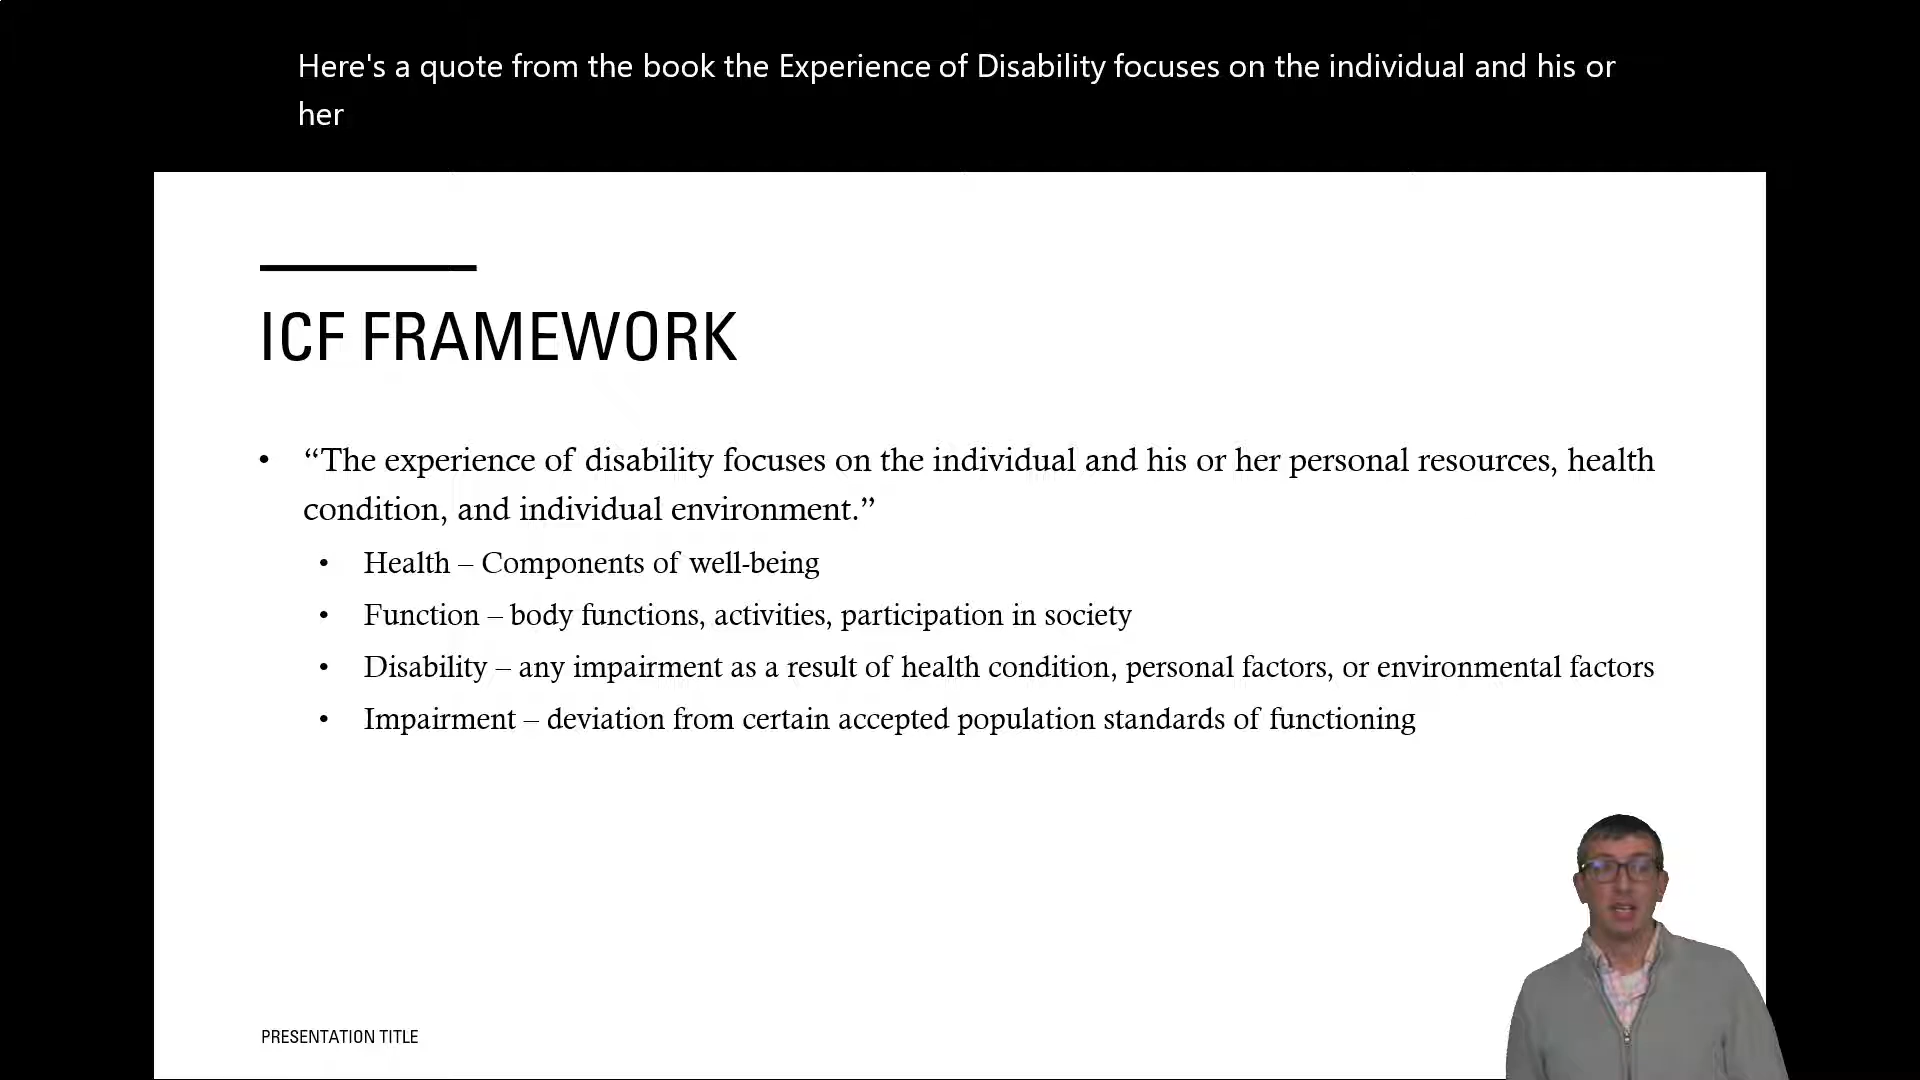 Here's a quote from the book the Experience of Disability focuses on the individual and his or
her
ICF FRAMEWORK
• “The experience of disability focuses on the individual and his or her personal resources, health
condition, and individual environment.”
• Health – Components of well-being
• Function – body functions, activities, participation in society
• Disability – any impairment as a result of health condition, personal factors, or environmental factors
• Impairment – deviation from certain accepted population standards of functioning
PRESENTATION TITLE